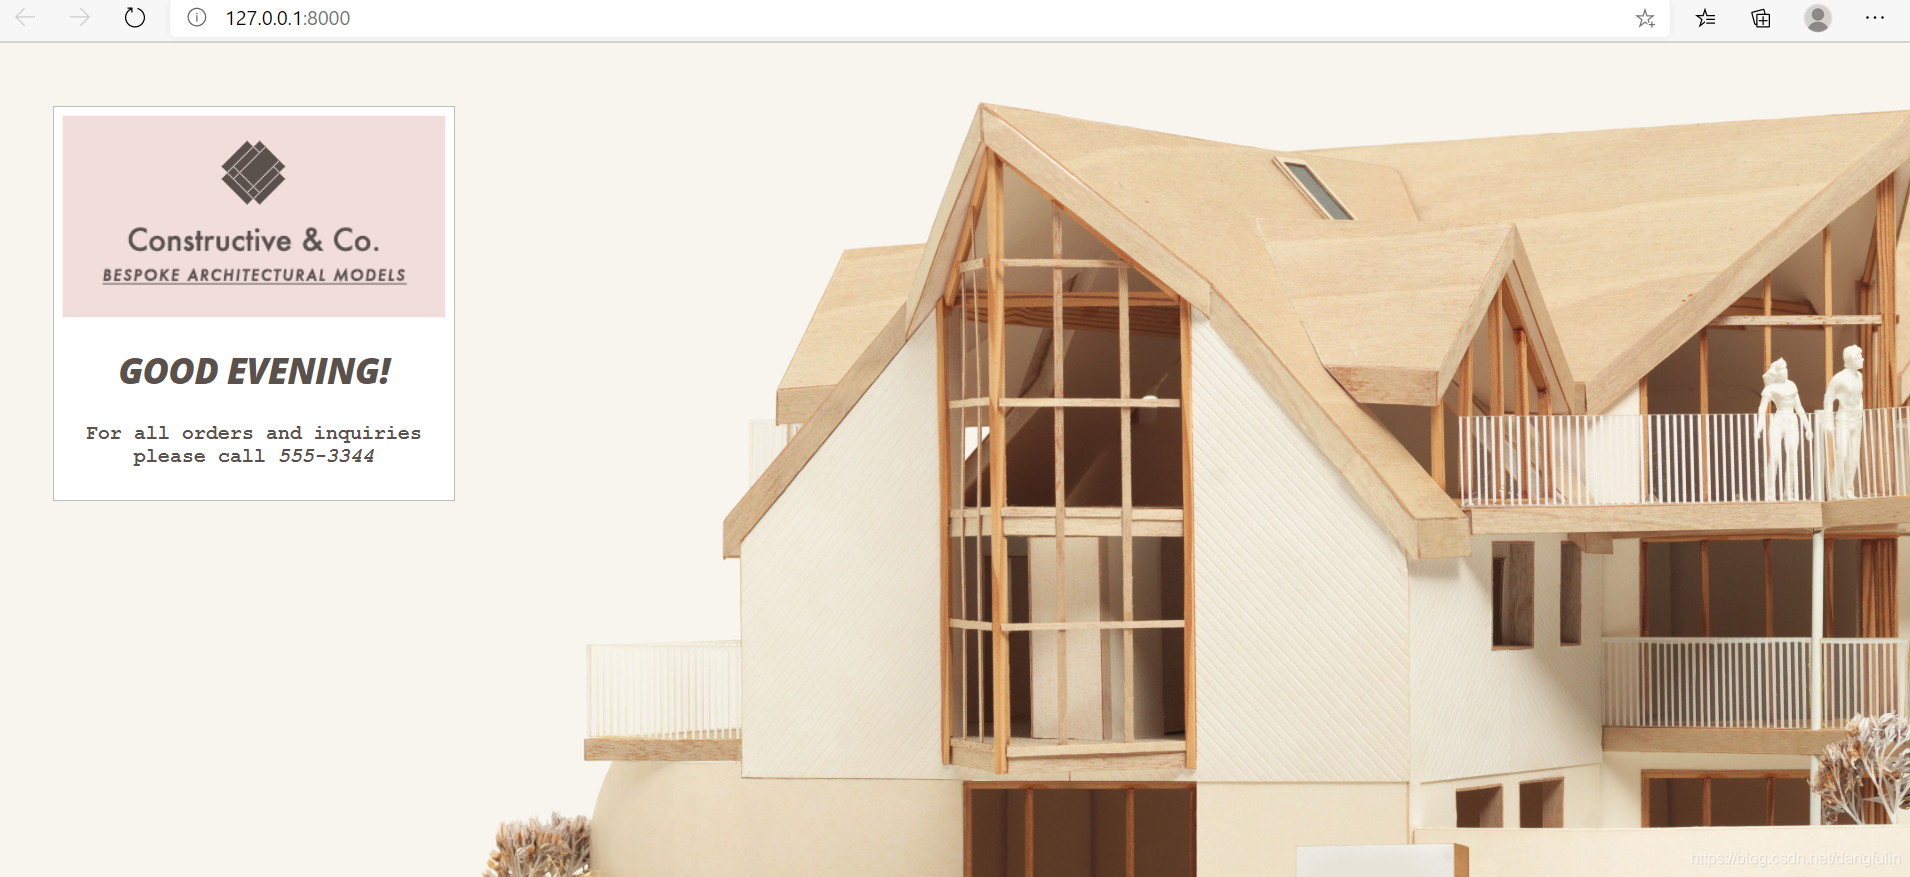 127.0.0.1:8000
Constructive & Co.
BESPOKE ARCHITECTURAL MODELS
GOOD EVENING!
For all orders and inquiries
please call 555-3344
https://blog.csdn.net/dangfulin